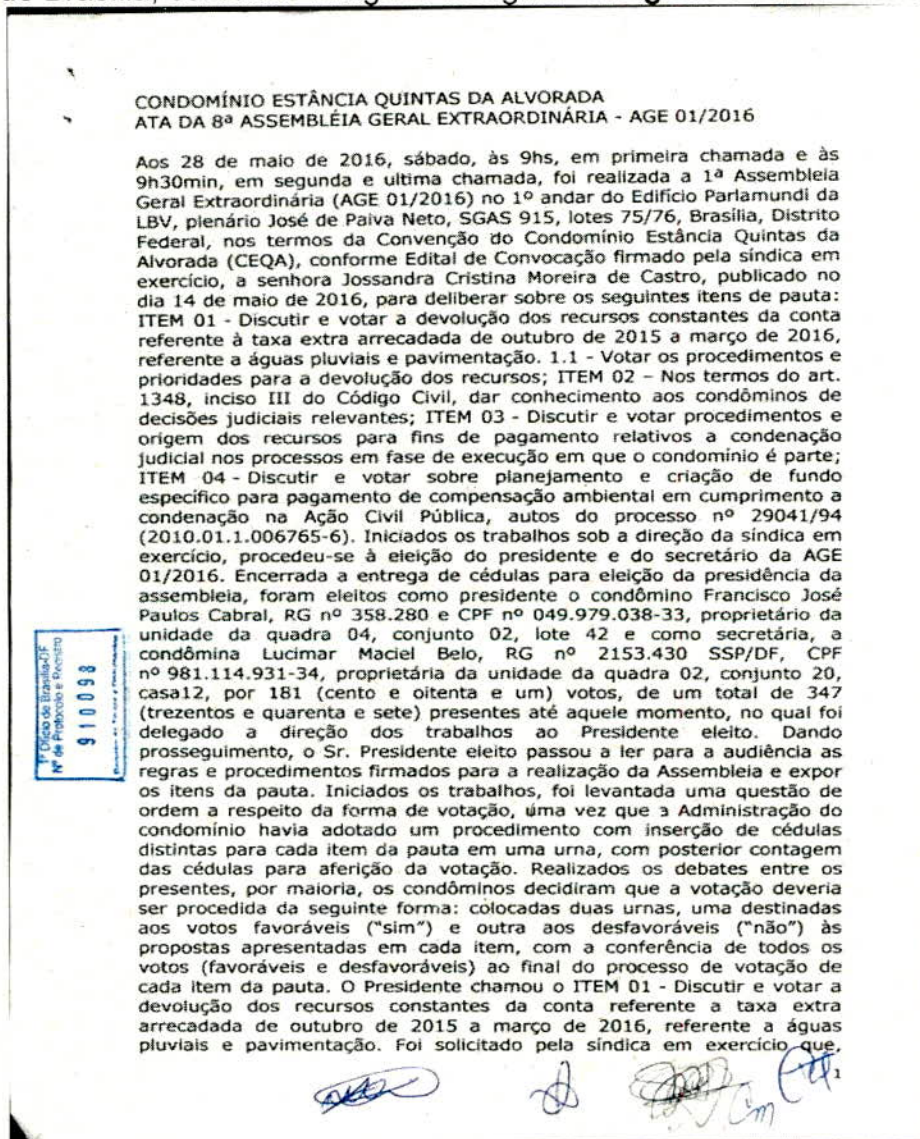 CONDOMÍNIO ESTÂNCIA QUINTAS DA ALVORADA
ATA DA 8ª ASSEMBLÉIA GERAL EXTRAORDINÁRIA - AGE 01/2016
Aos 28 de maio de 2016, sábado, às 9hs, em primeira chamada e às
9h30min, em segunda e ultima chamada, foi realizada a 1ª Assembleia
Geral Extraordinária (AGE 01/2016) no 1º andar do Edifício Parlamundi da
LBV, plenário José de Paiva Neto, SGAS 915, lotes 75/76, Brasília, Distrito
Federal, nos termos da Convenção do Condomínio Estância Quintas da
Alvorada (CEQA), conforme Edital de Convocação firmado pela síndica em
exercício, a senhora Jossandra Cristina Moreira de Castro, publicado no
dia 14 de maio de 2016, para deliberar sobre os seguintes itens de pauta:
ITEM 01 - Discutir e votar a devolução dos recursos constantes da conta
referente à taxa extra arrecadada de outubro de 2015 a março de 2016,
referente a águas pluviais e pavimentação. 1.1 - Votar os procedimentos e
prioridades para a devolução dos recursos; ITEM 02 – Nos termos do art.
1348, inciso III do Código Civil, dar conhecimento aos condôminos de
decisões judiciais relevantes; ITEM 03 - Discutir e votar procedimentos e
origem dos recursos para fins de pagamento relativos a condenação
judicial nos processos em fase de execução em que o condomínio é parte;
ITEM 04 - Discutir e votar sobre planejamento e criação de fundo
específico para pagamento de compensação ambiental em cumprimento a
condenação na Ação Civil Pública, autos do processo nº 29041/94
(2010.01.1.006765-6). Iniciados os trabalhos sob a direção da síndica em
exercício, procedeu-se à eleição do presidente e do secretário da AGE
01/2016. Encerrada a entrega de cédulas para eleição da presidência da
assembleia, foram eleitos como presidente o condômino Francisco José
Paulos Cabral, RG nº 358.280 e CPF nº 049.979.038-33, proprietário da
unidade da quadra 04, conjunto 02, lote 42 e como secretária, a
condômina Lucimar Maciel Belo, RG nº 2153.430 SSP/DF, CPF
nº 981.114.931-34, proprietária da unidade da quadra 02, conjunto 20,
casa12, por 181 (cento e oitenta e um) votos, de um total de 347
(trezentos e quarenta e sete) presentes até aquele momento, no qual foi
delegado a direção dos trabalhos ao Presidente eleito. Dando
prosseguimento, o Sr. Presidente eleito passou a ler para a audiência as
regras e procedimentos firmados para a realização da Assembleia e expor
os itens da pauta. Iniciados os trabalhos, foi levantada uma questão de
ordem a respeito da forma de votação, uma vez que a Administração do
condomínio havia adotado um procedimento com inserção de cédulas
distintas para cada item da pauta em uma urna, com posterior contagem
das cédulas para aferição da votação. Realizados os debates entre os
presentes, por maioria, os condôminos decidiram que a votação deveria
ser procedida da seguinte forma: colocadas duas urnas, uma destinadas
aos votos favoráveis ("sim") e outra aos desfavoráveis ("não") às
propostas apresentadas em cada item, com a conferência de todos os
votos (favoráveis e desfavoráveis) ao final do processo de votação de
cada item da pauta. O Presidente chamou o ITEM 01 - Discutir e votar a
devolução dos recursos constantes da conta referente a taxa extra
arrecadada de outubro de 2015 a março de 2016, referente a águas
pluviais e pavimentação. Foi solicitado pela síndica em exercício que,
1
1º Ofício de Brasília-DF
Nº de Protocolo e Registro
910098